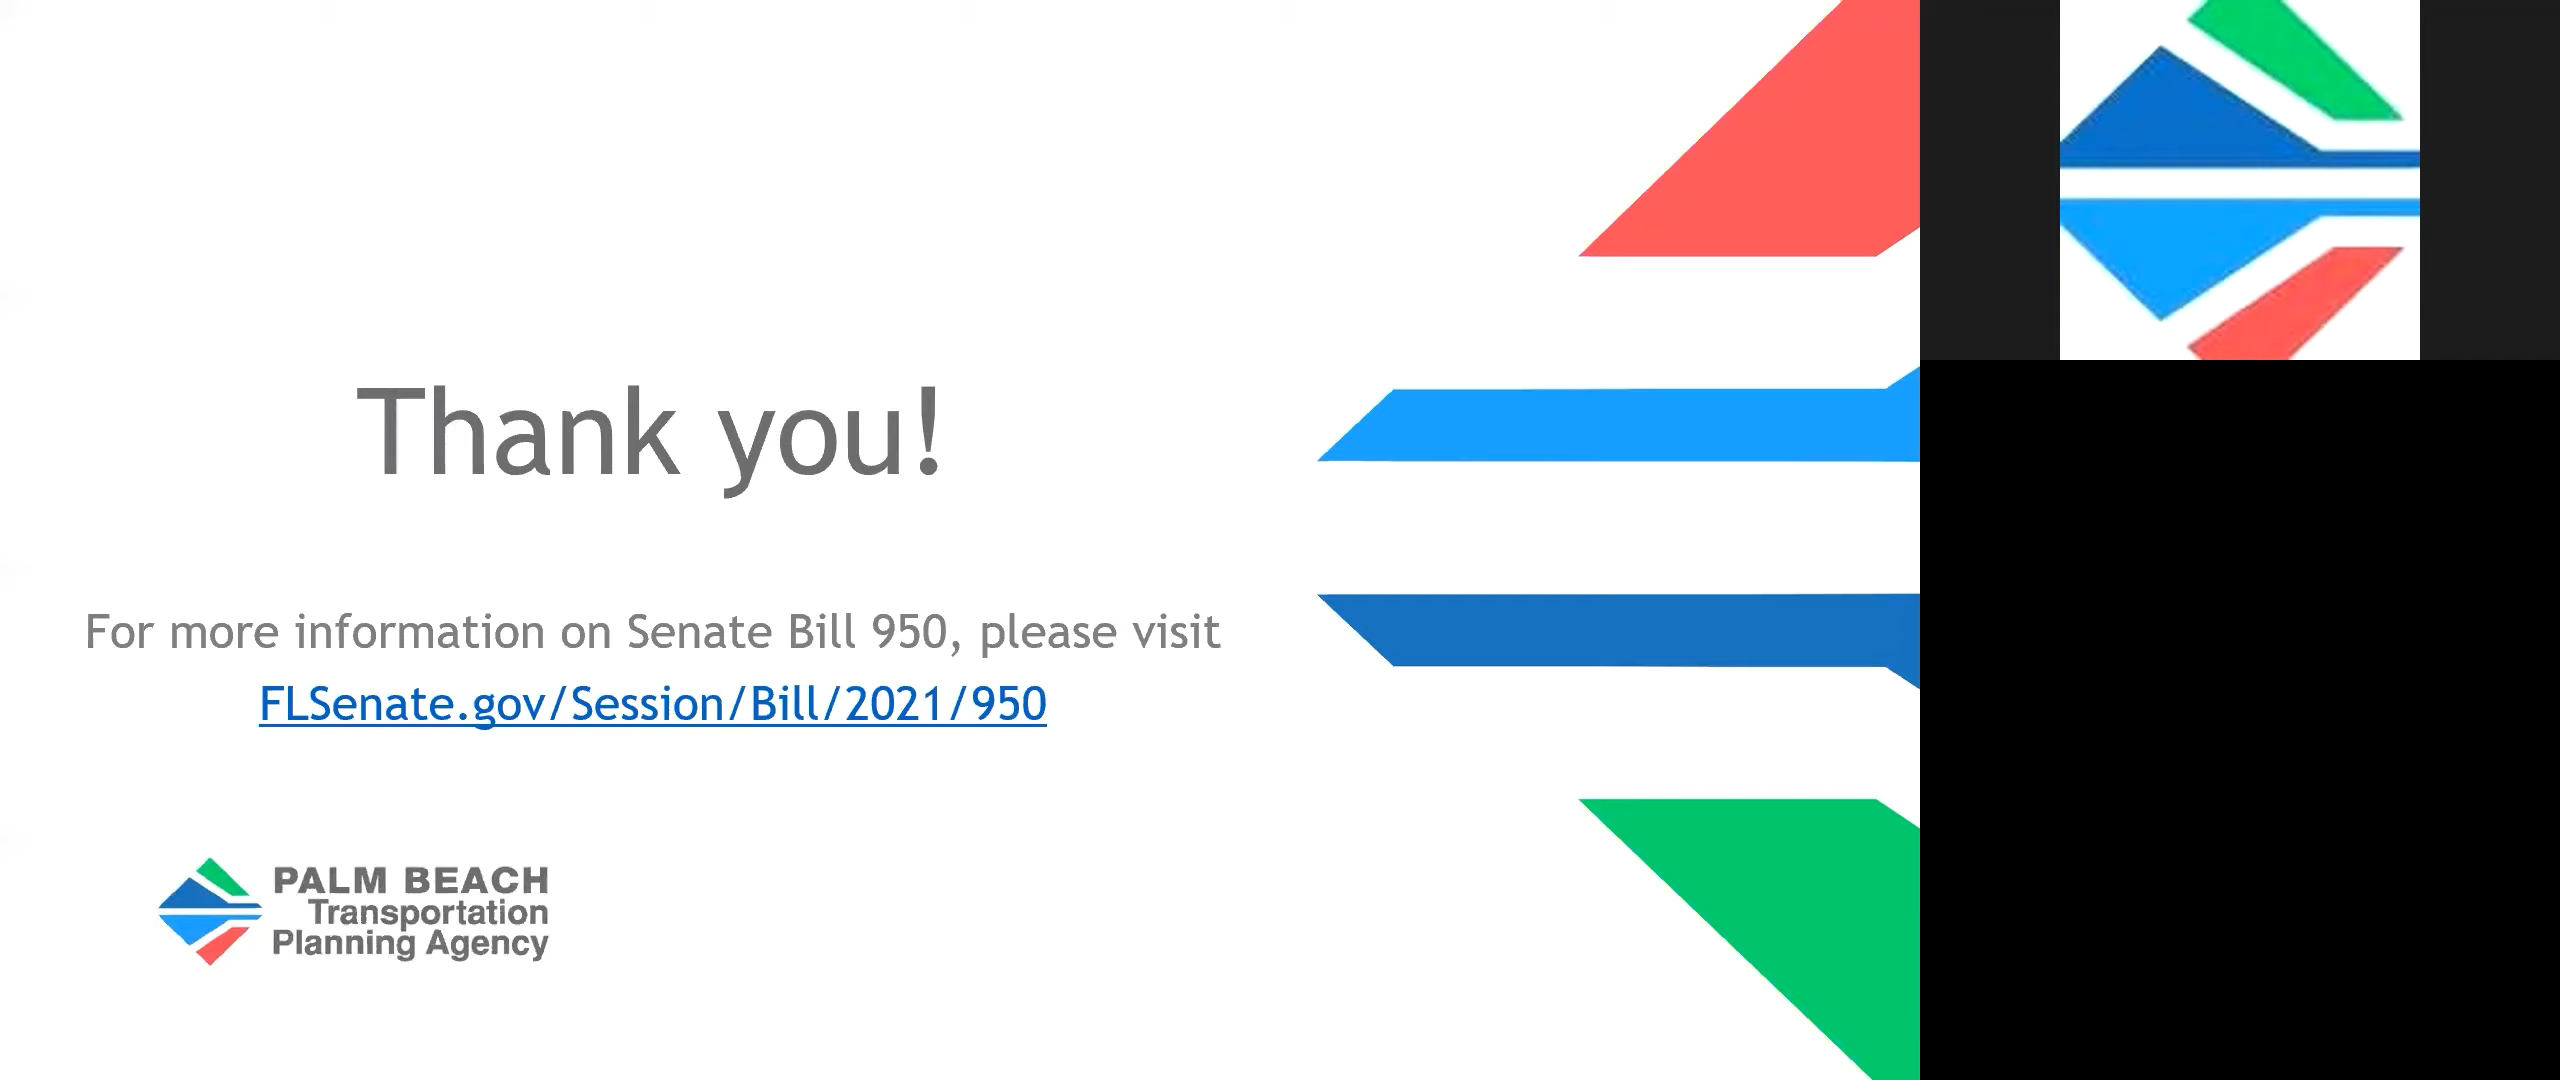 Thank you!
For more information on Senate Bill 950, please visit
FLSenate.gov/Session/Bill/2021/950
PALM BEACH
Transportation
Planning Agency